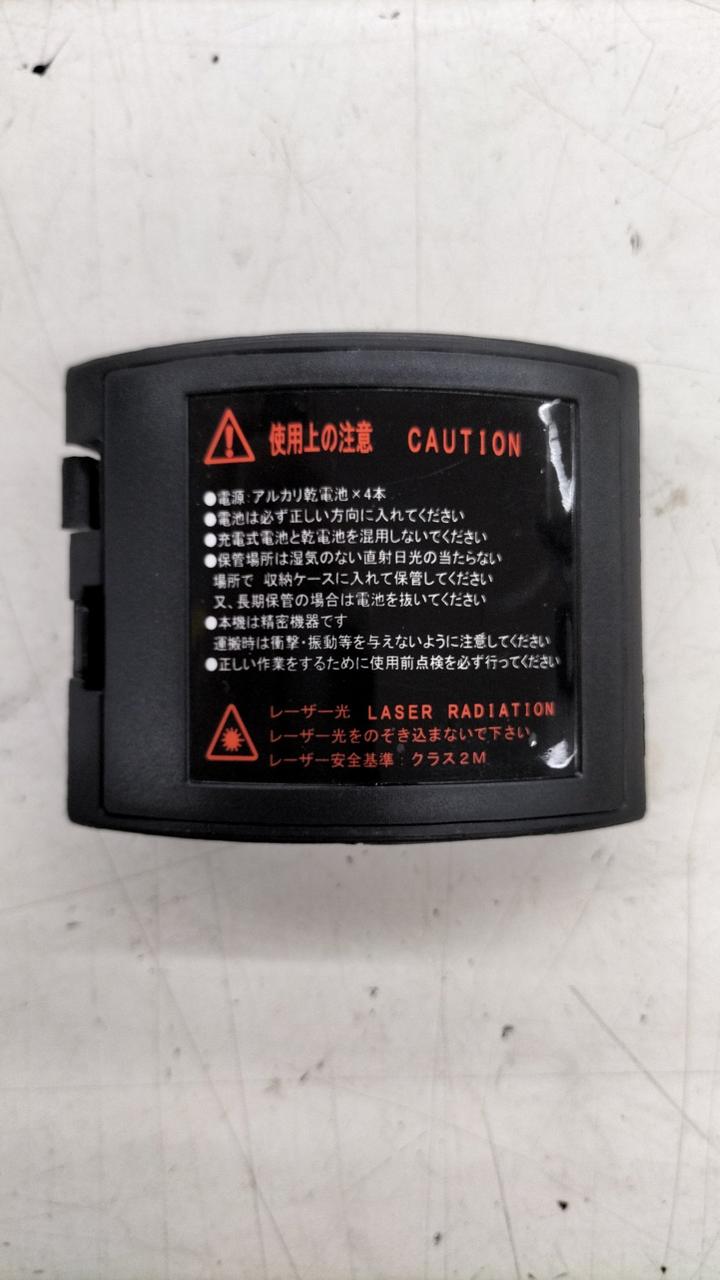 使用上の注意 CAUTION
●電源:アルカリ乾電池×4本
●電池は必ず正しい方向に入れてください
●充電式電池と乾電池を混用しないでください
●保管場所は湿気のない直射日光の当たらない
場所で 収納ケースに入れて保管してください
又、長期保管の場合は電池を抜いてください
●本機は精密機器です
運搬時は衝撃・振動等を与えないように注意してください
●正しい作業をするために使用前点検を必ず行ってください
レーザー光 LASER RADIATION
レーザー光をのぞき込まないで下さい
レーザー安全基準:クラス2M